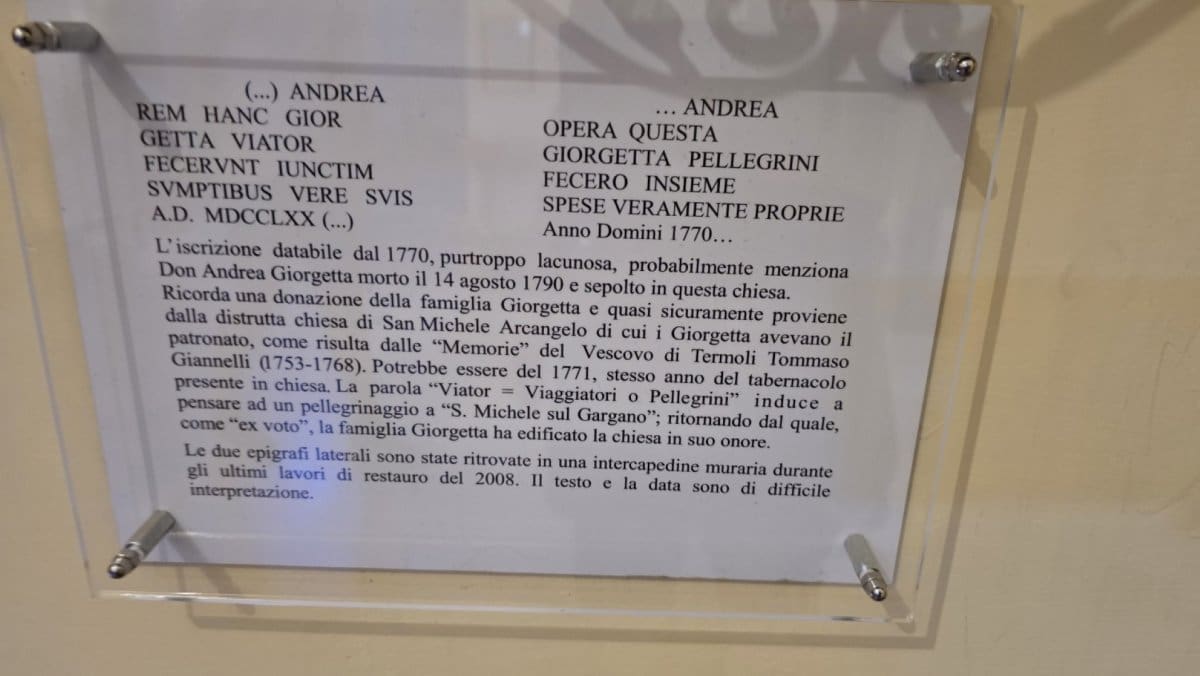 (...) ANDREA
REM HANC GIOR
GETTA VIATOR
FECERVNT IUNCTIM
SVMPTIBUS VERE SVIS
A.D. MDCCLXX (...)
... ANDREA
OPERA QUESTA
GIORGETTA PELLEGRINI
FECERO INSIEME
SPESE VERAMENTE PROPRIE
Anno Domini 1770...
L'iscrizione databile dal 1770, purtroppo lacunosa, probabilmente menziona
Don Andrea Giorgetta morto il 14 agosto 1790 e sepolto in questa chiesa.
Ricorda una donazione della famiglia Giorgetta e quasi sicuramente proviene
dalla distrutta chiesa di San Michele Arcangelo di cui i Giorgetta avevano il
patronato, come risulta dalle “Memorie” del Vescovo di Termoli Tommaso
Giannelli (1753-1768). Potrebbe essere del 1771, stesso anno del tabernacolo
presente in chiesa. La parola “Viator = Viaggiatori o Pellegrini” induce a
pensare ad un pellegrinaggio a “S. Michele sul Gargano”; ritornando dal quale,
come “ex voto”, la famiglia Giorgetta ha edificato la chiesa in suo onore.
Le due epigrafi laterali sono state ritrovate in una intercapedine muraria durante
gli ultimi lavori di restauro del 2008. Il testo e la data sono di difficile
interpretazione.